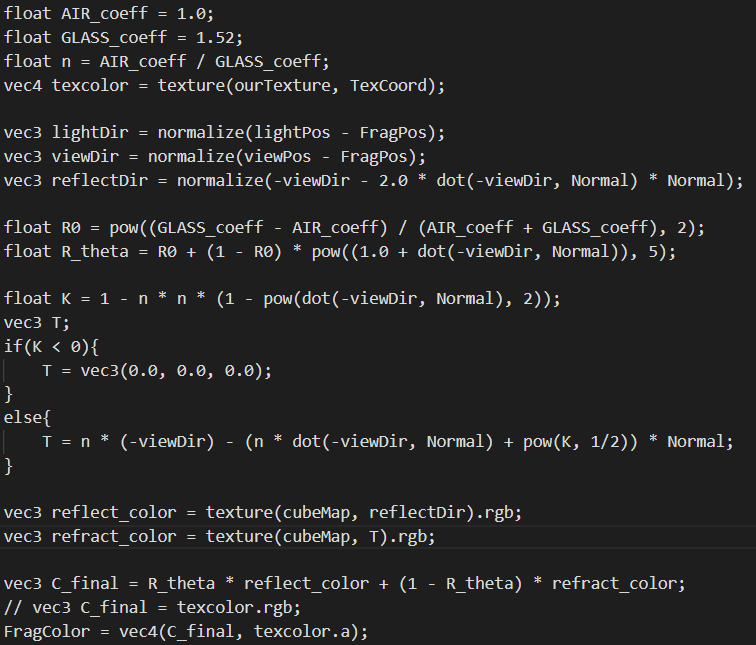 float AIR_coeff = 1.0;
float GLASS_coeff = 1.52;
float n = AIR_coeff / GLASS_coeff;
vec4 texcolor = texture(ourTexture, TexCoord);

vec3 lightDir = normalize(lightPos - FragPos);
vec3 viewDir = normalize(viewPos - FragPos);
vec3 reflectDir = normalize(-viewDir - 2.0 * dot(-viewDir, Normal) * Normal);

float R0 = pow((GLASS_coeff - AIR_coeff) / (AIR_coeff + GLASS_coeff), 2);
float R_theta = R0 + (1 - R0) * pow((1.0 + dot(-viewDir, Normal)), 5);

float K = 1 - n * n * (1 - pow(dot(-viewDir, Normal), 2));
vec3 T;
if(K < 0){
    T = vec3(0.0, 0.0, 0.0);
}
else{
    T = n * (-viewDir) - (n * dot(-viewDir, Normal) + pow(K, 1/2)) * Normal;
}

vec3 reflect_color = texture(cubeMap, reflectDir).rgb;
vec3 refract_color = texture(cubeMap, T).rgb;

vec3 C_final = R_theta * reflect_color + (1 - R_theta) * refract_color;
// vec3 C_final = texcolor.rgb;
FragColor = vec4(C_final, texcolor.a);